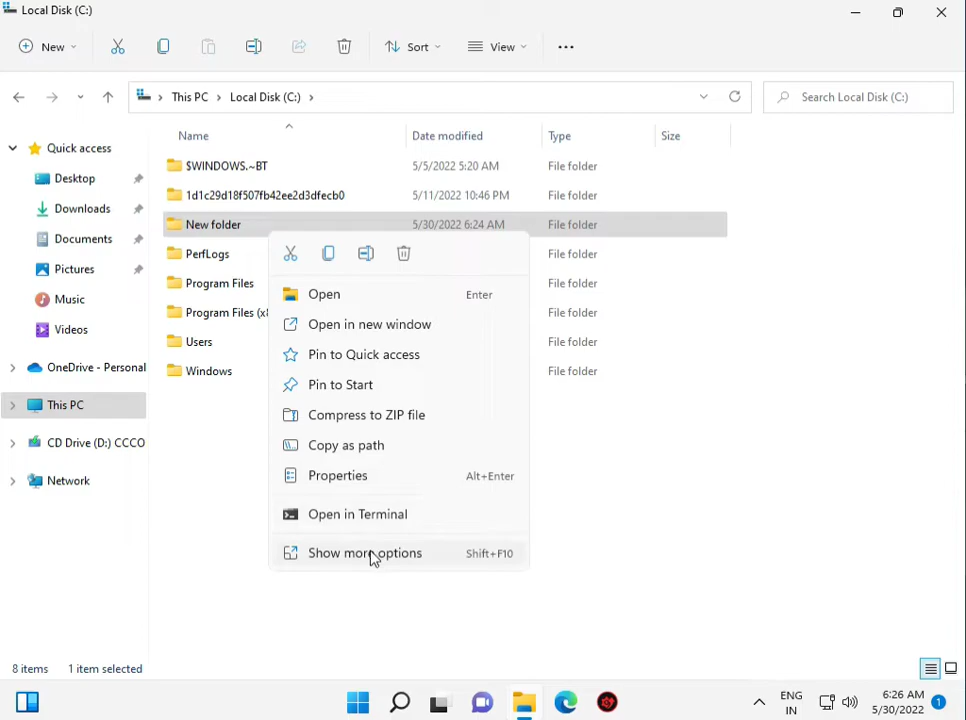 Local Disk (C:)
New
Sort
View
This PC > Local Disk (C:) >
Search Local Disk (C:)
Name Date modified Type Size
Quick access
Desktop
Downloads
Documents
Pictures
Music
Videos
OneDrive - Personal
This PC
CD Drive (D:) CCCO
Network
$WINDOWS.~BT 5/5/2022 5:20 AM File folder
1d1c29d18f507fb42ee2d3dfecb0 5/11/2022 10:46 PM File folder
New folder 5/30/2022 6:24 AM File folder
PerfLogs File folder
Program Files File folder
Program Files (x8 File folder
Users File folder
Windows File folder
Open Enter
Open in new window
Pin to Quick access
Pin to Start
Compress to ZIP file
Copy as path
Properties Alt+Enter
Open in Terminal
Show more options Shift+F10
8 items 1 item selected
ENG
IN
6:26 AM
5/30/2022
1